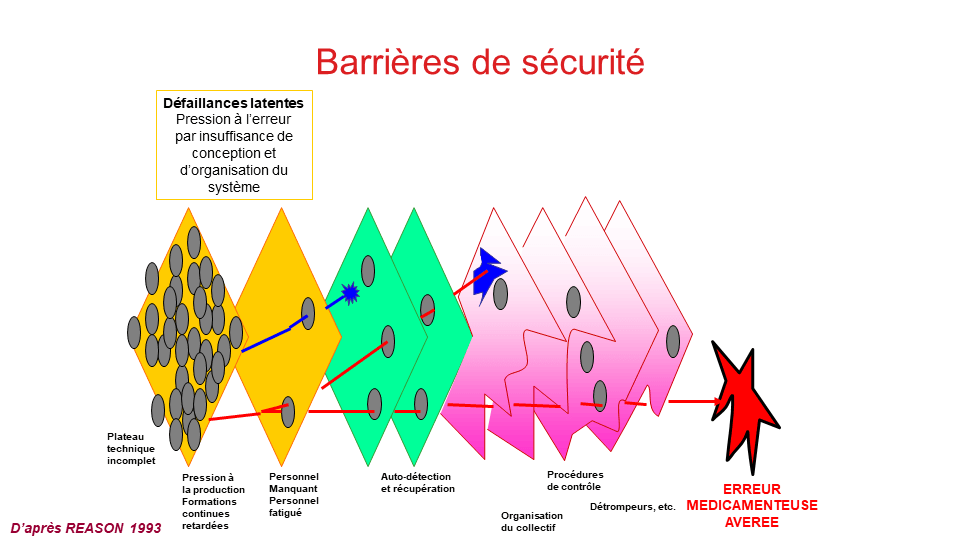 Barrières de sécurité
Défaillances latentes
Pression à l’erreur
par insuffisance de
conception et
d’organisation du
système
Plateau
technique
incomplet
Pression à
la production
Formations
continues
retardées
Personnel
Manquant
Personnel
fatigué
Auto-détection
et récupération
Organisation
du collectif
Procédures
de contrôle
Détrompeurs, etc.
ERREUR
MEDICAMENTEUSE
AVEREE
D’après REASON 1993